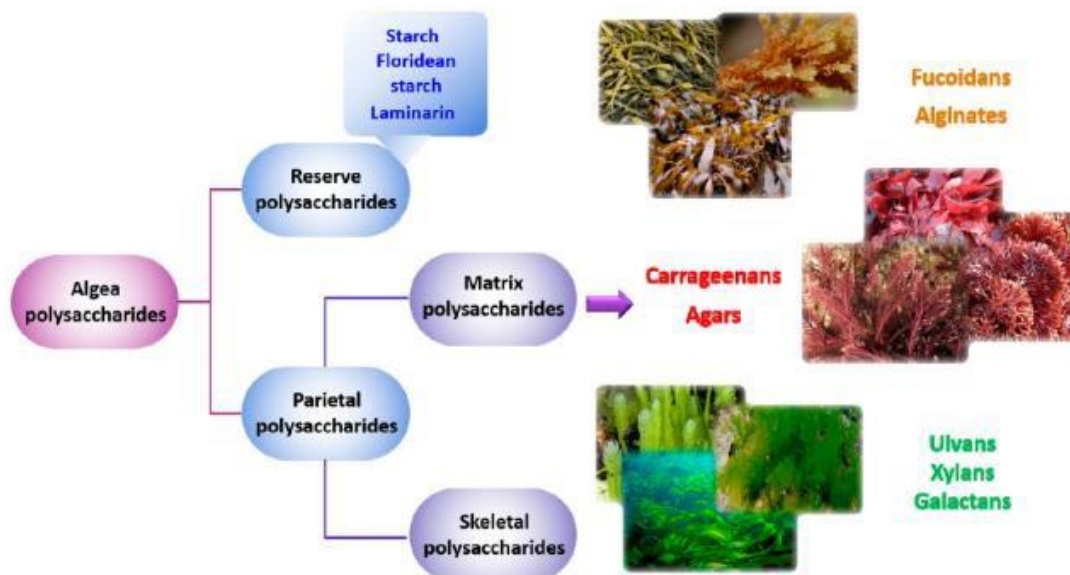 Starch
Floridean
starch
Laminarin
Reserve
polysaccharides
Algea
polysaccharides
Parietal
polysaccharides
Matrix
polysaccharides
Skeletal
polysaccharides
Fucoidans
Alginates
Carrageenans
Agars
Ulvans
Xylans
Galactans